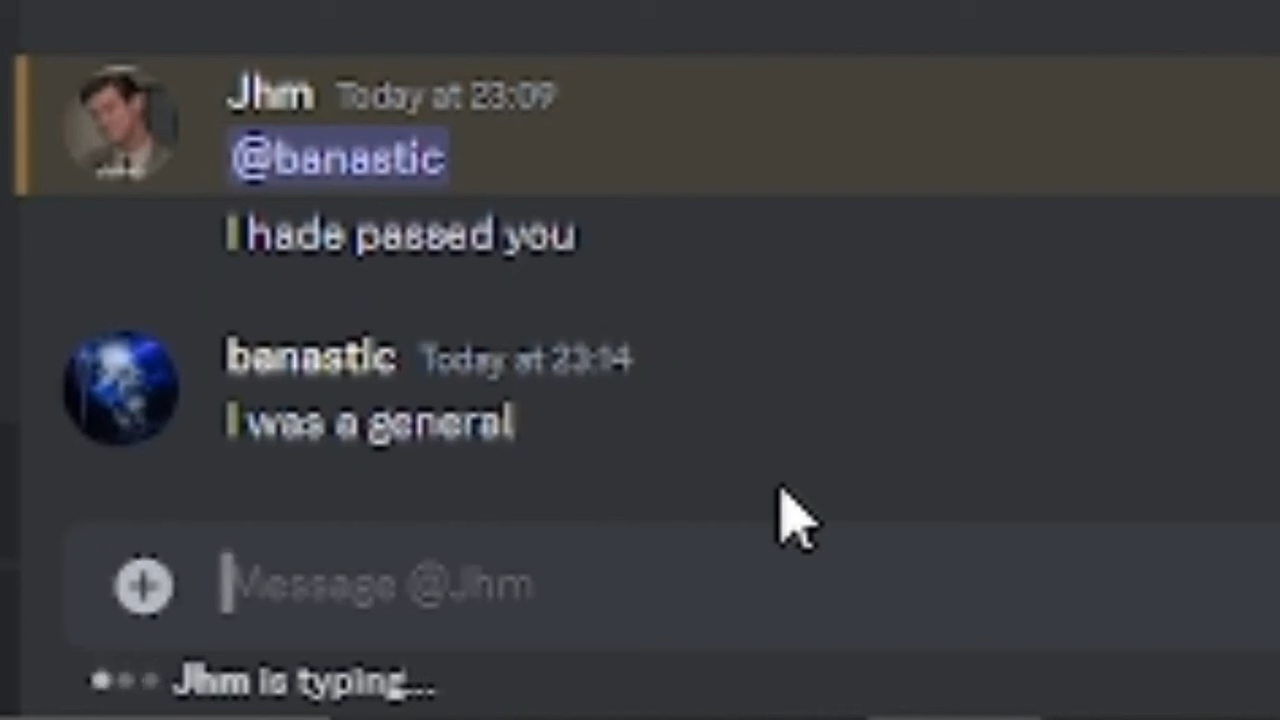 Jhm Today at 23:09
@banastic
I hade passed you
banastic Today at 23:14
I was a general
Message @Jhm
Jhm is typing...